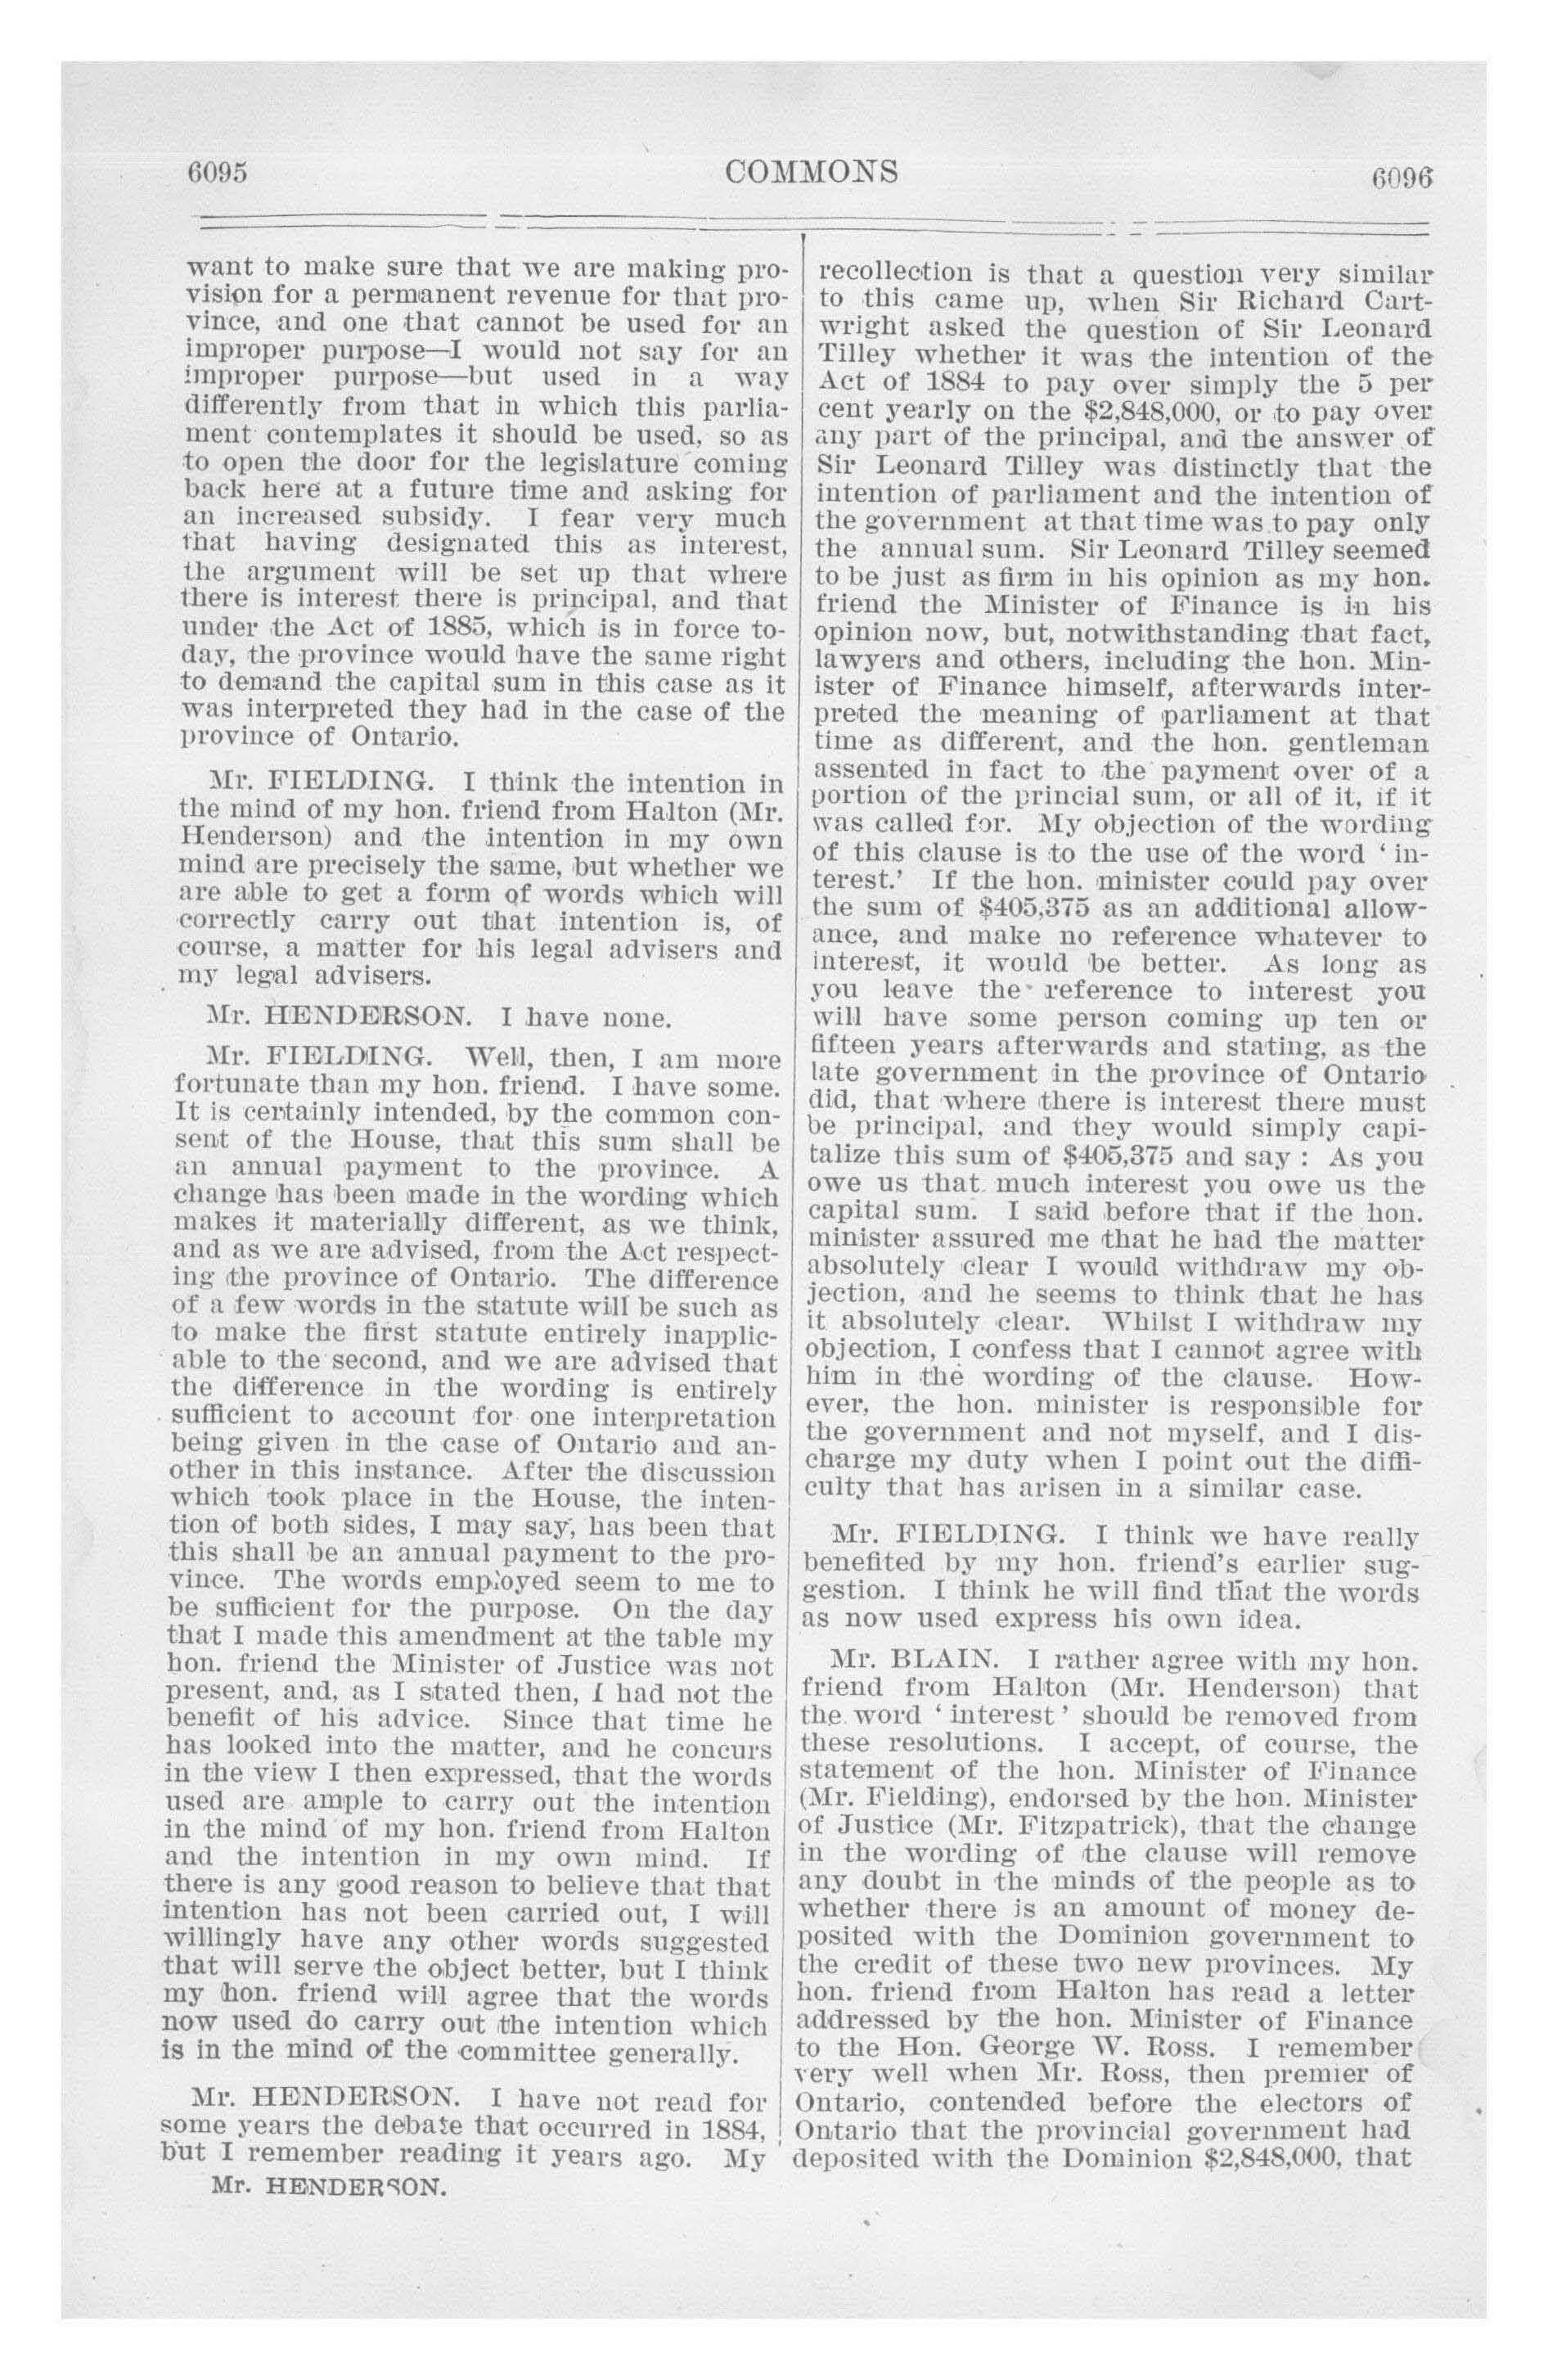 6095
COMMONS
6096
want to make sure that we are making pro-
vision for a permanent revenue for that pro-
vince, and one that cannot be used for an
improper purpose—I would not say for an
improper purpose—but used in a way
differently from that in which this parlia-
ment contemplates it should be used, so as
to open the door for the legislature coming
back here at a future time and asking for
an increased subsidy. I fear very much
that having designated this as interest,
the argument will be set up that where
there is interest there is principal, and that
under the Act of 1885, which is in force to-
day, the province would have the same right
to demand the capital sum in this case as it
was interpreted they had in the case of the
province of Ontario.
Mr. FIELDING. I think the intention in
the mind of my hon. friend from Halton (Mr.
Henderson) and the intention in my own
mind are precisely the same, but whether we
are able to get a form of words which will
correctly carry out that intention is, of
course, a matter for his legal advisers and
my legal advisers.
Mr. HENDERSON. I have none.
Mr. FIELDING. Well, then, I am more
fortunate than my hon. friend. I have some.
It is certainly intended, by the common con-
sent of the House, that this sum shall be
an annual payment to the province. A
change has been made in the wording which
makes it materially different, as we think,
and as we are advised, from the Act respect-
ing the province of Ontario. The difference
of a few words in the statute will be such as
to make the first statute entirely inapplic-
able to the second, and we are advised that
the difference in the wording is entirely
sufficient to account for one interpretation
being given in the case of Ontario and an-
other in this instance. After the discussion
which took place in the House, the inten-
tion of both sides, I may say, has been that
this shall be an annual payment to the pro-
vince. The words employed seem to me to
be sufficient for the purpose. On the day
that I made this amendment at the table my
hon. friend the Minister of Justice was not
present, and, as I stated then, I had not the
benefit of his advice. Since that time he
has looked into the matter, and he concurs
in the view I then expressed, that the words
used are ample to carry out the intention
in the mind of my hon. friend from Halton
and the intention in my own mind. If
there is any good reason to believe that that
intention has not been carried out, I will
willingly have any other words suggested
that will serve the object better, but I think
my hon. friend will agree that the words
now used do carry out the intention which
is in the mind of the committee generally.
Mr. HENDERSON. I have not read for
some years the debate that occurred in 1884,
but I remember reading it years ago. My
Mr. HENDERSON.
recollection is that a question very similar
to this came up, when Sir Richard Cart-
wright asked the question of Sir Leonard
Tilley whether it was the intention of the
Act of 1884 to pay over simply the 5 per
cent yearly on the $2,848,000, or to pay over
any part of the principal, and the answer of
Sir Leonard Tilley was distinctly that the
intention of parliament and the intention of
the government at that time was to pay only
the annual sum. Sir Leonard Tilley seemed
to be just as firm in his opinion as my hon.
friend the Minister of Finance is in his
opinion now, but, notwithstanding that fact,
lawyers and others, including the hon. Min-
ister of Finance himself, afterwards inter-
preted the meaning of parliament at that
time as different, and the hon. gentleman
assented in fact to the payment over of a
portion of the princial sum, or all of it, if it
was called for. My objection of the wording
of this clause is to the use of the word ‘ in-
terest.’ If the hon. minister could pay over
the sum of $405,375 as an additional allow-
ance, and make no reference whatever to
interest, it would be better. As long as
you leave the reference to interest you
will have some person coming up ten or
fifteen years afterwards and stating, as the
late government in the province of Ontario
did, that where there is interest there must
be principal, and they would simply capi-
talize this sum of $405,375 and say : As you
owe us that much interest you owe us the
capital sum. I said before that if the hon.
minister assured me that he had the matter
absolutely clear I would withdraw my ob-
jection, and he seems to think that he has
it absolutely clear. Whilst I withdraw my
objection, I confess that I cannot agree with
him in the wording of the clause. How-
ever, the hon. minister is responsible for
the government and not myself, and I dis-
charge my duty when I point out the diffi-
culty that has arisen in a similar case.
Mr. FIELDING. I think we have really
benefited by my hon. friend's earlier sug-
gestion. I think he will find that the words
as now used express his own idea.
Mr. BLAIN. I rather agree with my hon.
friend from Halton (Mr. Henderson) that
the word ‘ interest ’ should be removed from
these resolutions. I accept, of course, the
statement of the hon. Minister of Finance
(Mr. Fielding), endorsed by the hon. Minister
of Justice (Mr. Fitzpatrick), that the change
in the wording of the clause will remove
any doubt in the minds of the people as to
whether there is an amount of money de-
posited with the Dominion government to
the credit of these two new provinces. My
hon. friend from Halton has read a letter
addressed by the hon. Minister of Finance
to the Hon. George W. Ross. I remember
very well when Mr. Ross, then premier of
Ontario, contended before the electors of
Ontario that the provincial government had
deposited with the Dominion $2,848,000, that